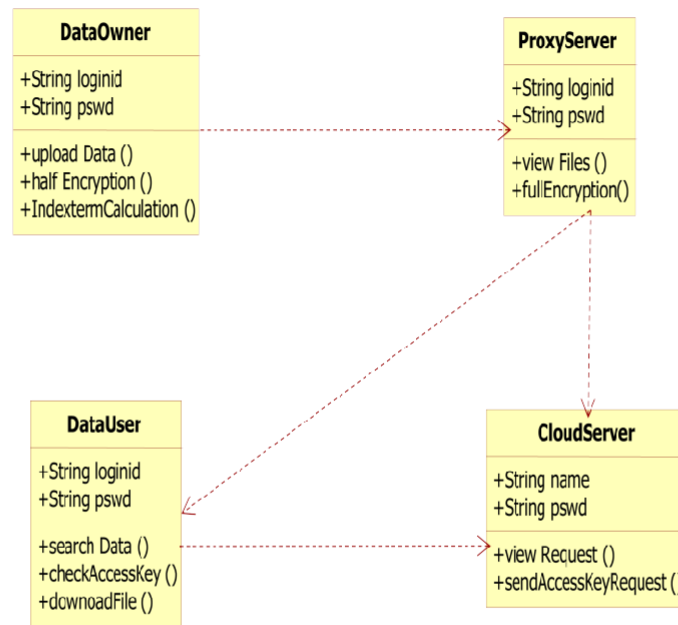 DataOwner
+String loginid
+String pswd
+upload Data ()
+half Encryption ()
+IndextermCalculation ()
ProxyServer
+String loginid
+String pswd
+view Files ()
+fullEncryption()
DataUser
+String loginid
+String pswd
+search Data ()
+checkAccessKey ()
+downoadFile ()
CloudServer
+String name
+String pswd
+view Request ()
+sendAccessKeyRequest ()